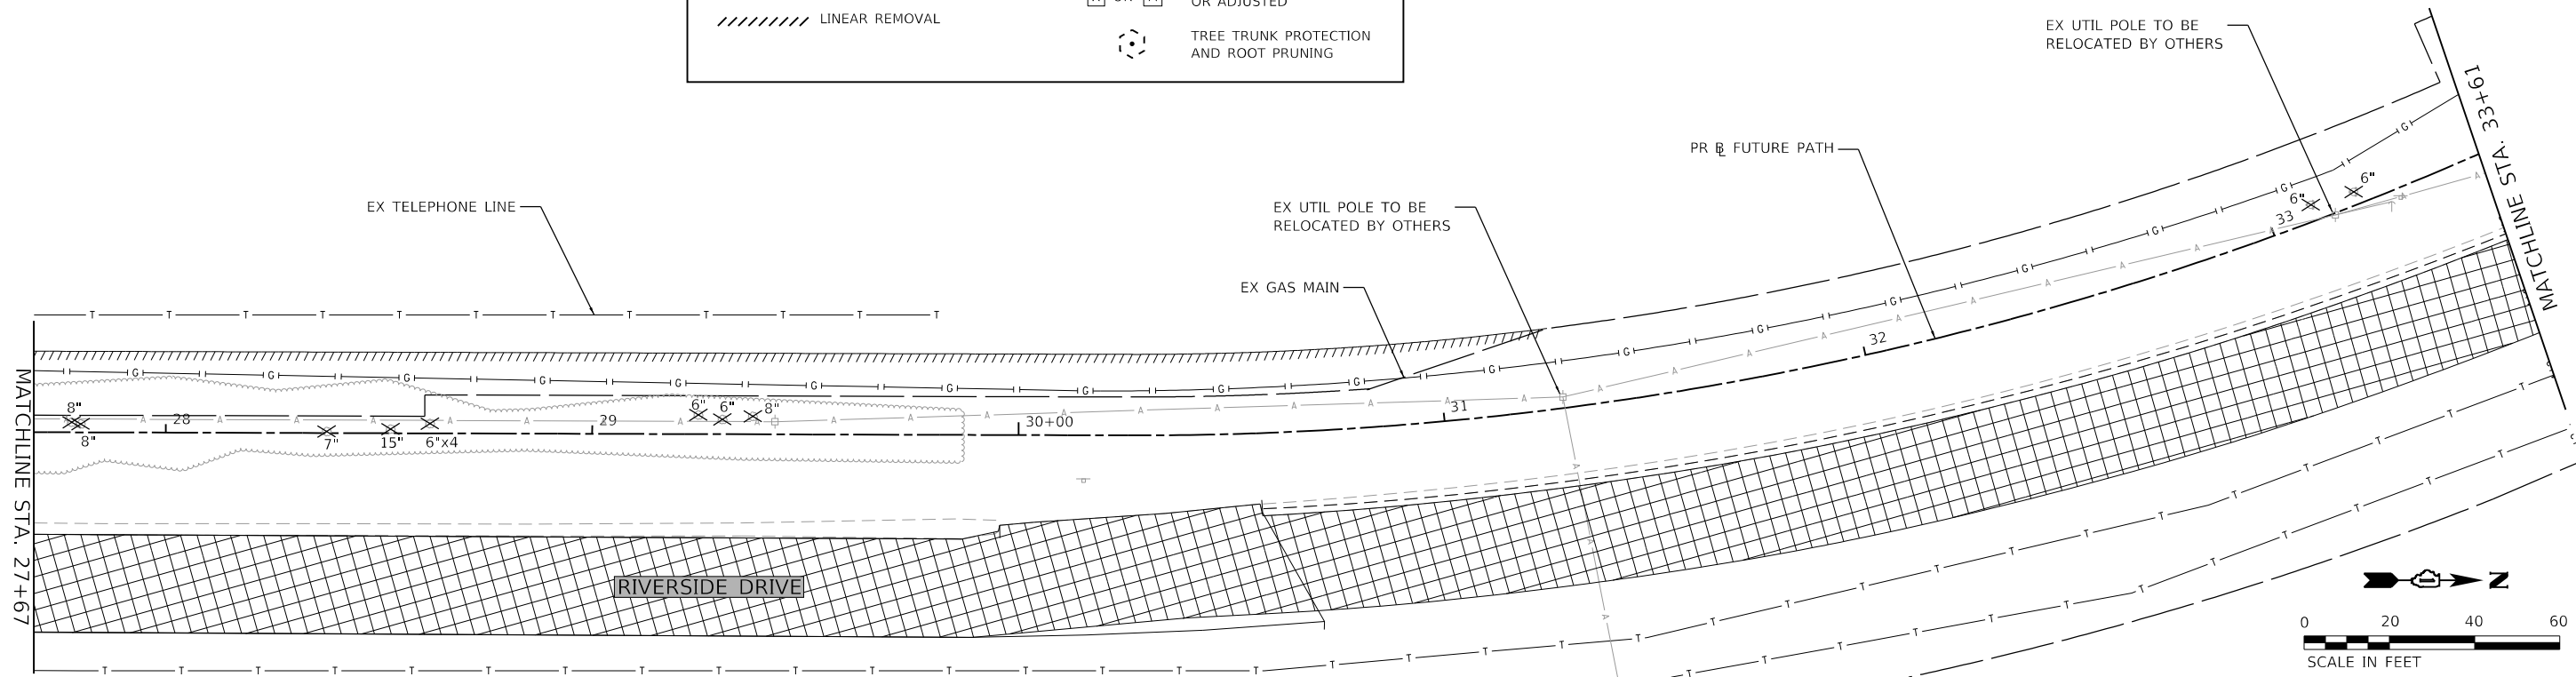 LINEAR REMOVAL
OR ADJUSTED
TREE TRUNK PROTECTION
AND ROOT PRUNING
EX UTIL POLE TO BE
RELOCATED BY OTHERS
MATCHLINE STA. 33+61
PR BL FUTURE PATH
EX TELEPHONE LINE
EX UTIL POLE TO BE
RELOCATED BY OTHERS
EX GAS MAIN
6"
6"
33
32
31
30+00
29
28
8"
8"
7"
15"
6"x4
6"
6"
8"
MATCHLINE STA. 27+67
RIVERSIDE DRIVE
N
0 20 40 60
SCALE IN FEET